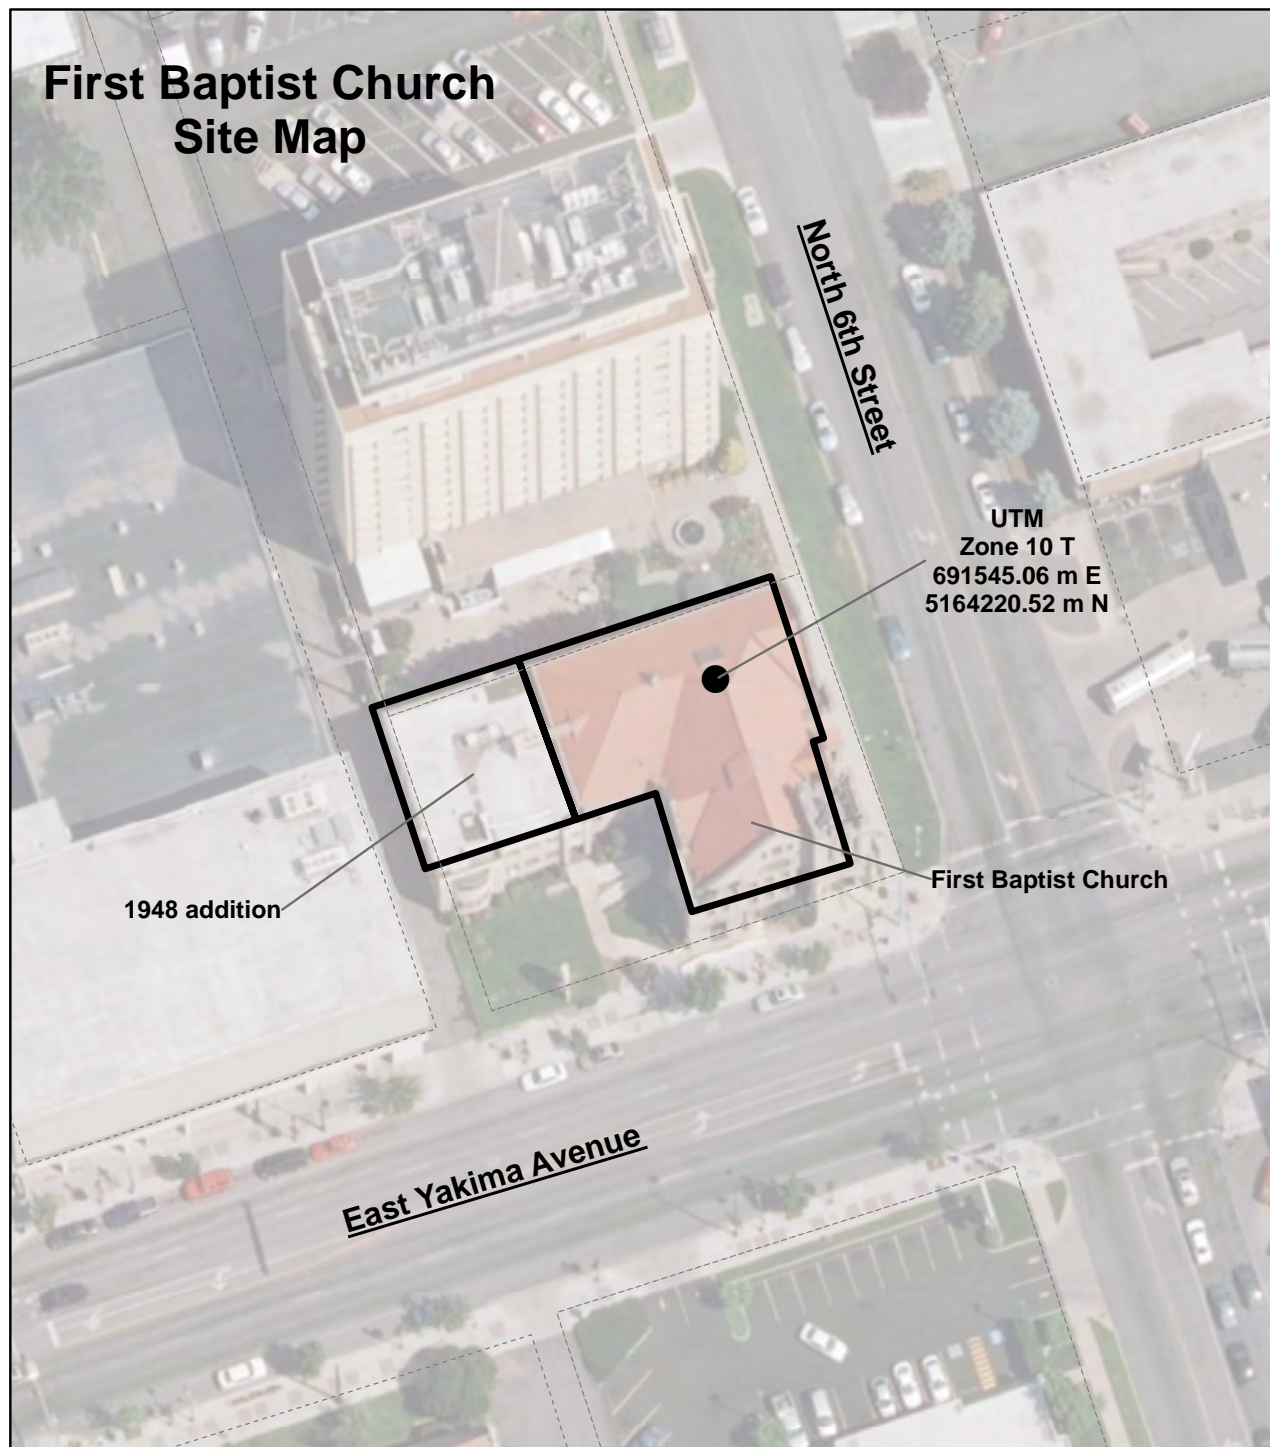 First Baptist Church
Site Map
North 6th Street
UTM
Zone 10 T
691545.06 m E
5164220.52 m N
First Baptist Church
1948 addition
East Yakima Avenue